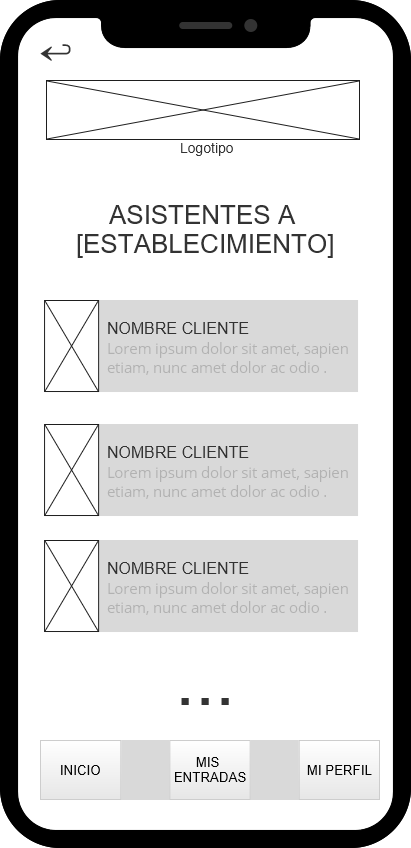 Logotipo
ASISTENTES A
[ESTABLECIMIENTO]
NOMBRE CLIENTE
Lorem ipsum dolor sit amet, sapien
etiam, nunc amet dolor ac odio .
NOMBRE CLIENTE
Lorem ipsum dolor sit amet, sapien
etiam, nunc amet dolor ac odio .
NOMBRE CLIENTE
Lorem ipsum dolor sit amet, sapien
etiam, nunc amet dolor ac odio .
...
INICIO
MIS
ENTRADAS
MI PERFIL